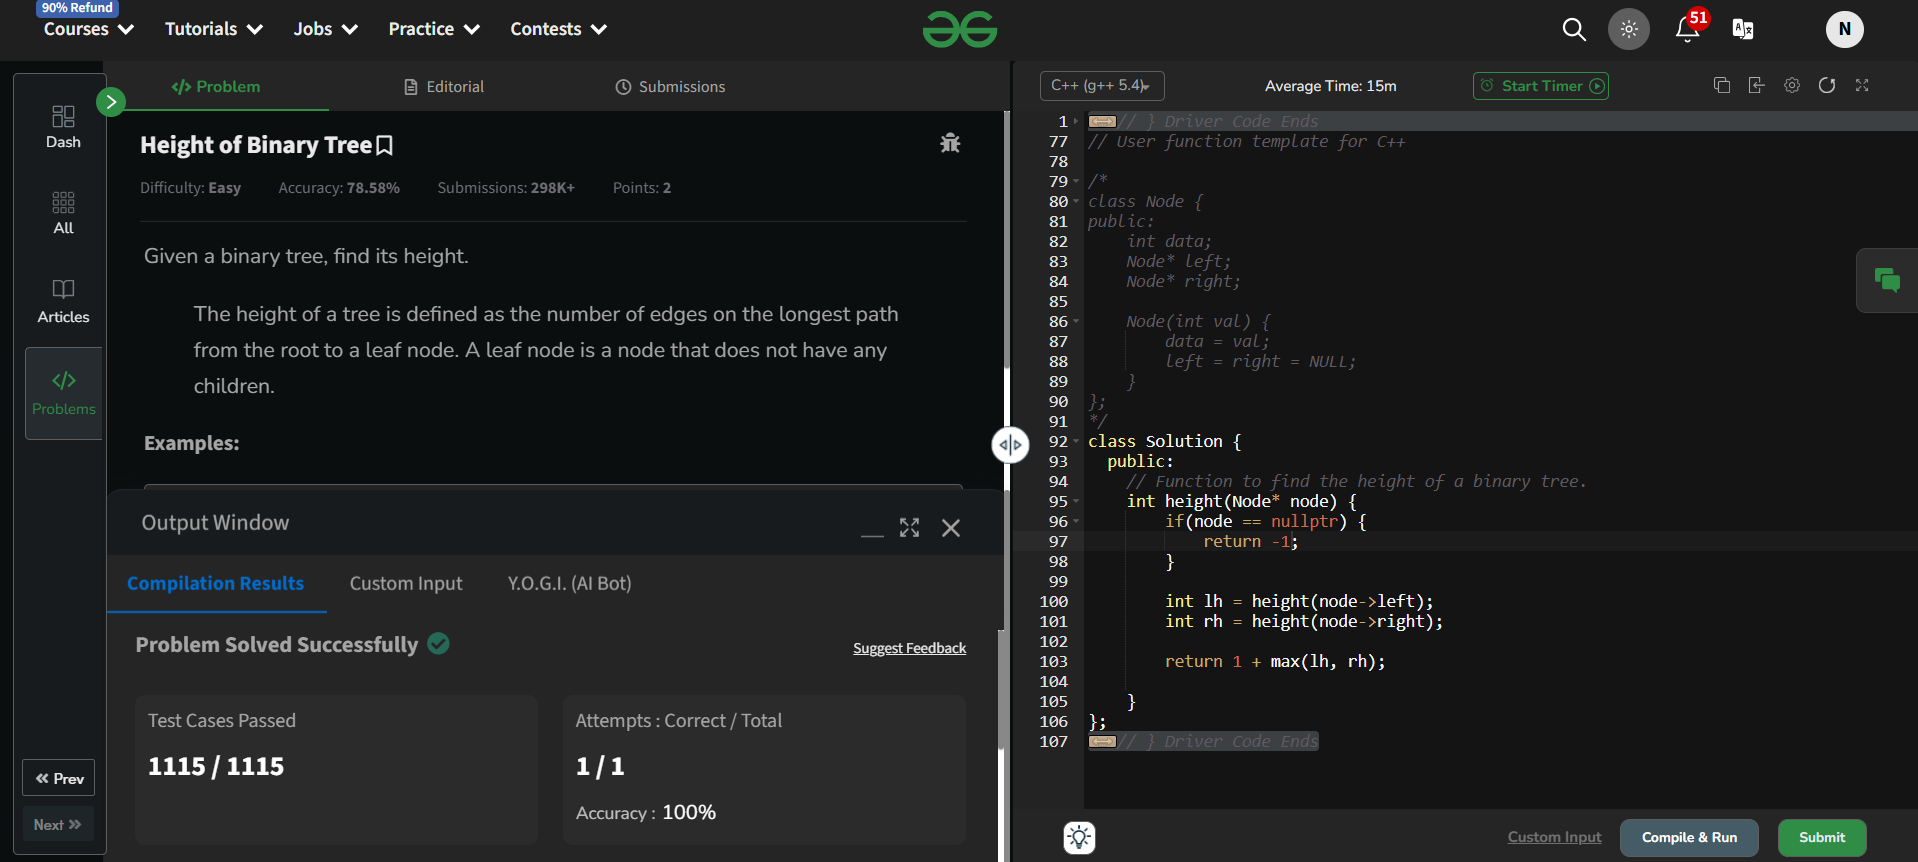 90% Refund
Courses
Tutorials
Jobs
Practice
Contests
51
N
Dash
All
Articles
Problems
Prev
Next
Problem
Editorial
Submissions
Height of Binary Tree
Difficulty: Easy
Accuracy: 78.58%
Submissions: 298K+
Points: 2
Given a binary tree, find its height.
The height of a tree is defined as the number of edges on the longest path
from the root to a leaf node. A leaf node is a node that does not have any
children.
Examples:
Output Window
Compilation Results
Custom Input
Y.O.G.I. (AI Bot)
Problem Solved Successfully
Suggest Feedback
Test Cases Passed
1115 / 1115
Attempts : Correct / Total
1 / 1
Accuracy : 100%
C++ (g++ 5.4)
Average Time: 15m
Start Timer
1 // } Driver Code Ends
77 // User function template for C++
78
79 /*
80 class Node {
81 public:
82     int data;
83     Node* left;
84     Node* right;
85
86     Node(int val) {
87         data = val;
88         left = right = NULL;
89     }
90 };
91 */
92 class Solution {
93   public:
94     // Function to find the height of a binary tree.
95     int height(Node* node) {
96         if(node == nullptr) {
97             return -1;
98         }
99
100         int lh = height(node->left);
101         int rh = height(node->right);
102
103         return 1 + max(lh, rh);
104
105     }
106 };
107 // } Driver Code Ends
Custom Input
Compile & Run
Submit